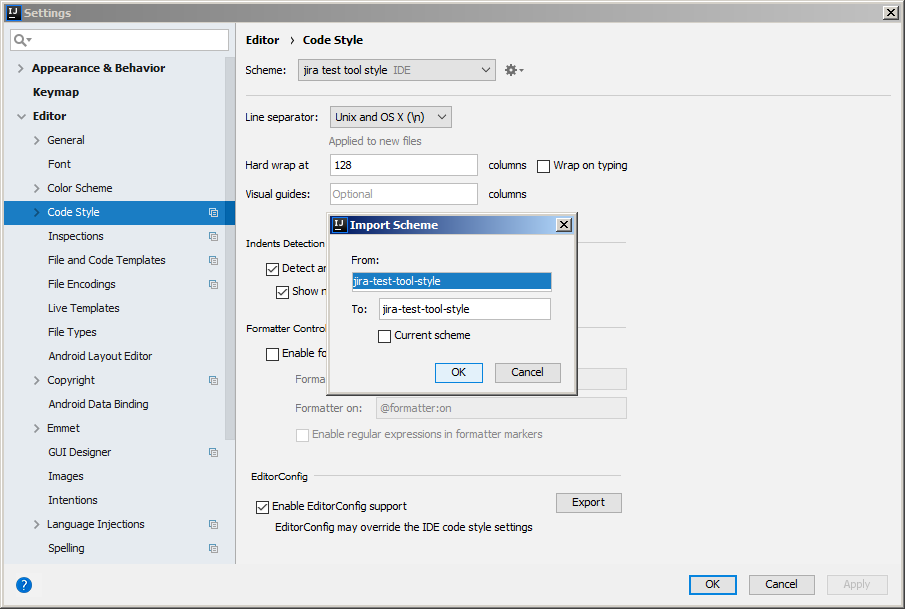 IJ Settings
Appearance & Behavior
Keymap
Editor
General
Font
Color Scheme
Code Style
Inspections
File and Code Templates
File Encodings
Live Templates
File Types
Android Layout Editor
Copyright
Android Data Binding
Emmet
GUI Designer
Images
Intentions
Language Injections
Spelling
?
Editor › Code Style
Scheme: jira test tool style IDE
Line separator: Unix and OS X (\n)
Applied to new files
Hard wrap at 128 columns Wrap on typing
Visual guides: Optional columns
Indents Detection
Detect
Show
Formatter
Enable
Formatter on: @formatter:on
Enable regular expressions in formatter markers
EditorConfig
Enable EditorConfig support Export
EditorConfig may override the IDE code style settings
IJ Import Scheme
From:
jira-test-tool-style
To: jira-test-tool-style
Current scheme
OK Cancel
OK Cancel Apply